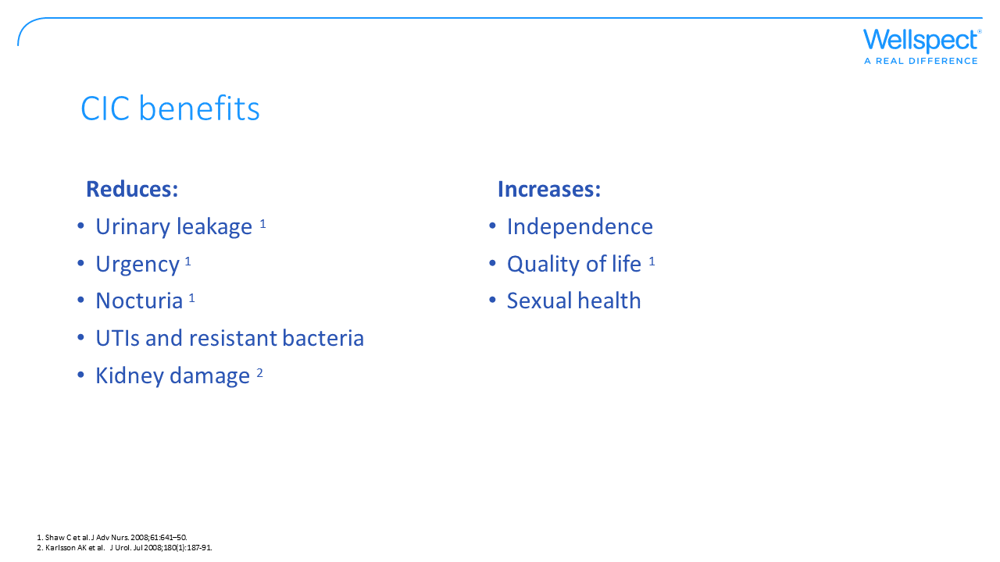 Wellspect®
A REAL DIFFERENCE
CIC benefits
Reduces:
• Urinary leakage 1
• Urgency 1
• Nocturia 1
• UTIs and resistant bacteria
• Kidney damage 2
Increases:
• Independence
• Quality of life 1
• Sexual health
1. Shaw C et al. J Adv Nurs. 2008;61:641–50.
2. Karlsson AK et al. J Urol. Jul 2008;180(1):187-91.